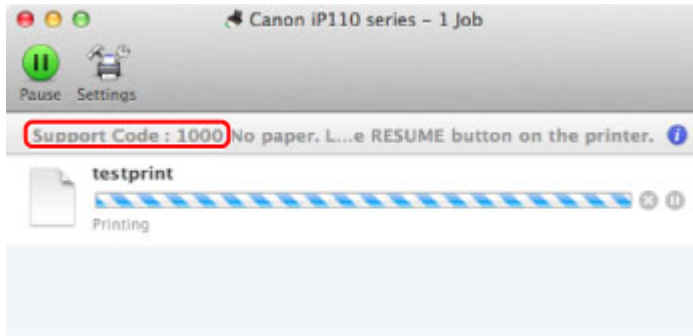 Canon iP110 series – 1 Job
Pause Settings
Support Code : 1000 No paper. L...e RESUME button on the printer.
testprint
Printing